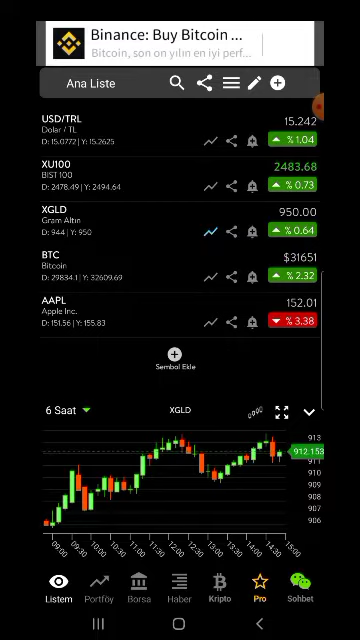 Binance: Buy Bitcoin ...
Bitcoin, son on yılın en iyi perf...
Ana Liste
USD/TRL
15.242
Dolar / TL
D: 15.0772 | Y: 15.2625
% 1.04
XU100
2483.68
BIST 100
D: 2478.49 | Y: 2494.64
% 0.73
XGLD
950.00
Gram Altın
D: 944 | Y: 950
% 0.64
BTC
$31651
Bitcoin
D: 29834.1 | Y: 32609.69
% 2.32
AAPL
152.01
Apple Inc.
D: 151.56 | Y: 155.83
% 3.38
Sembol Ekle
6 Saat
XGLD
913
912.153
911
910
909
908
907
906
09:00 09:30 10:00 10:30 11:00 11:30 12:00 12:30 13:00 13:30 14:00 14:30 15:00
Listem Portföy Borsa Haber Kripto Pro Sohbet